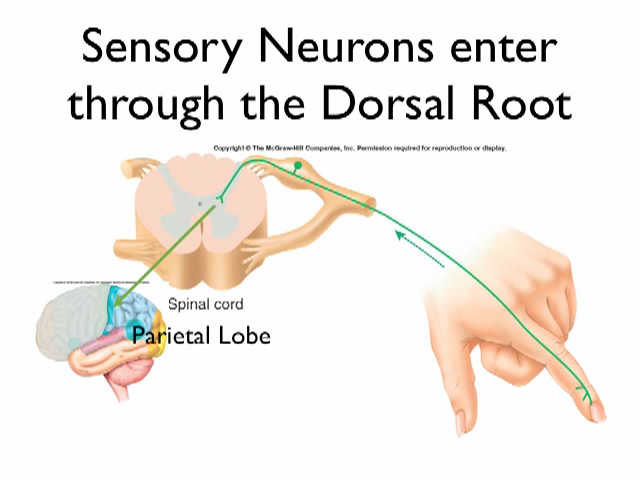 Sensory Neurons enter
through the Dorsal Root
Copyright © The McGraw-Hill Companies, Inc. Permission required for reproduction or display.
Spinal cord
Parietal Lobe